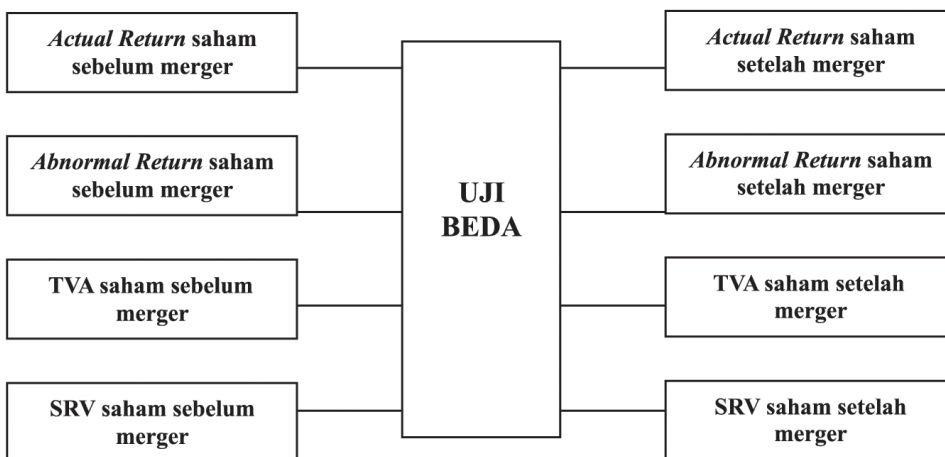 Actual Return saham
sebelum merger
Actual Return saham
setelah merger
Abnormal Return saham
sebelum merger
UJI
BEDA
Abnormal Return saham
setelah merger
TVA saham sebelum
merger
TVA saham setelah
merger
SRV saham sebelum
merger
SRV saham setelah
merger